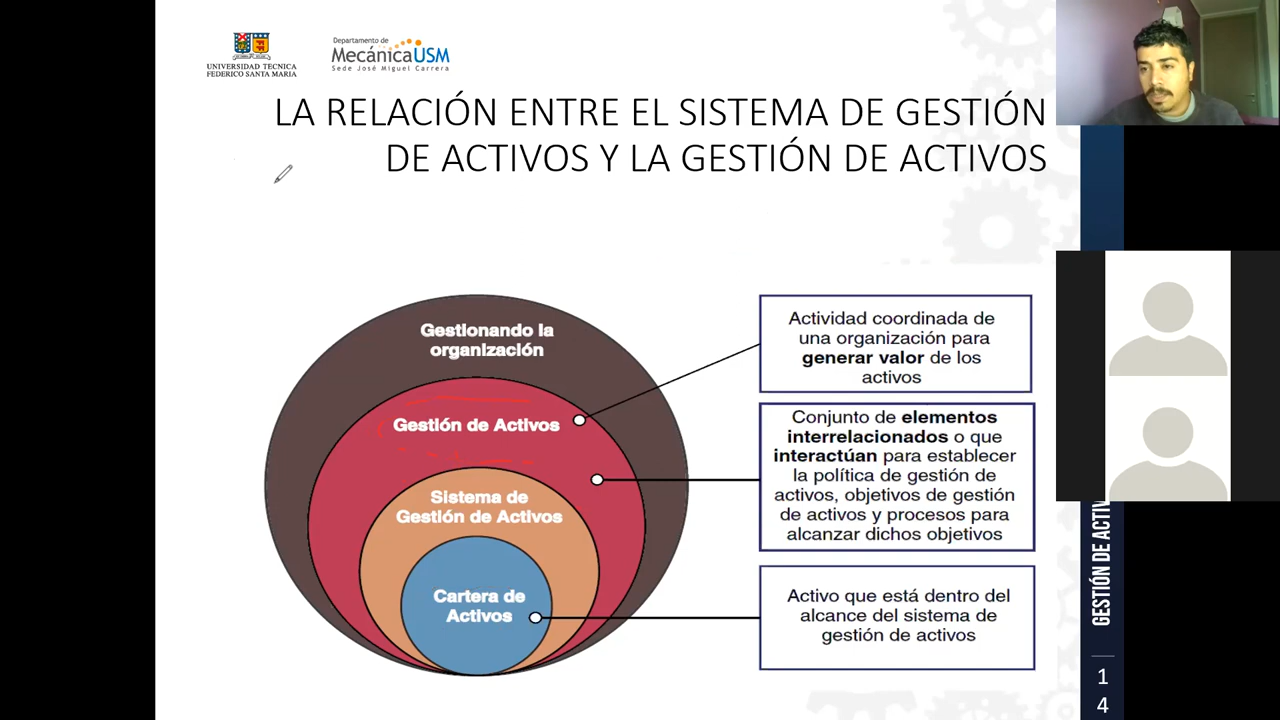 UNIVERSIDAD TECNICA
FEDERICO SANTA MARIA
Departamento de
MecánicaUSM
Sede José Miguel Carrera
LA RELACIÓN ENTRE EL SISTEMA DE GESTIÓN
DE ACTIVOS Y LA GESTIÓN DE ACTIVOS
Gestionando la
organización
Gestión de Activos
Sistema de
Gestión de Activos
Cartera de
Activos
Actividad coordinada de
una organización para
generar valor de los
activos
Conjunto de elementos
interrelacionados o que
interactúan para establecer
la política de gestión de
activos, objetivos de gestión
de activos y procesos para
alcanzar dichos objetivos
Activo que está dentro del
alcance del sistema de
gestión de activos
GESTIÓN DE ACTIV
1
4